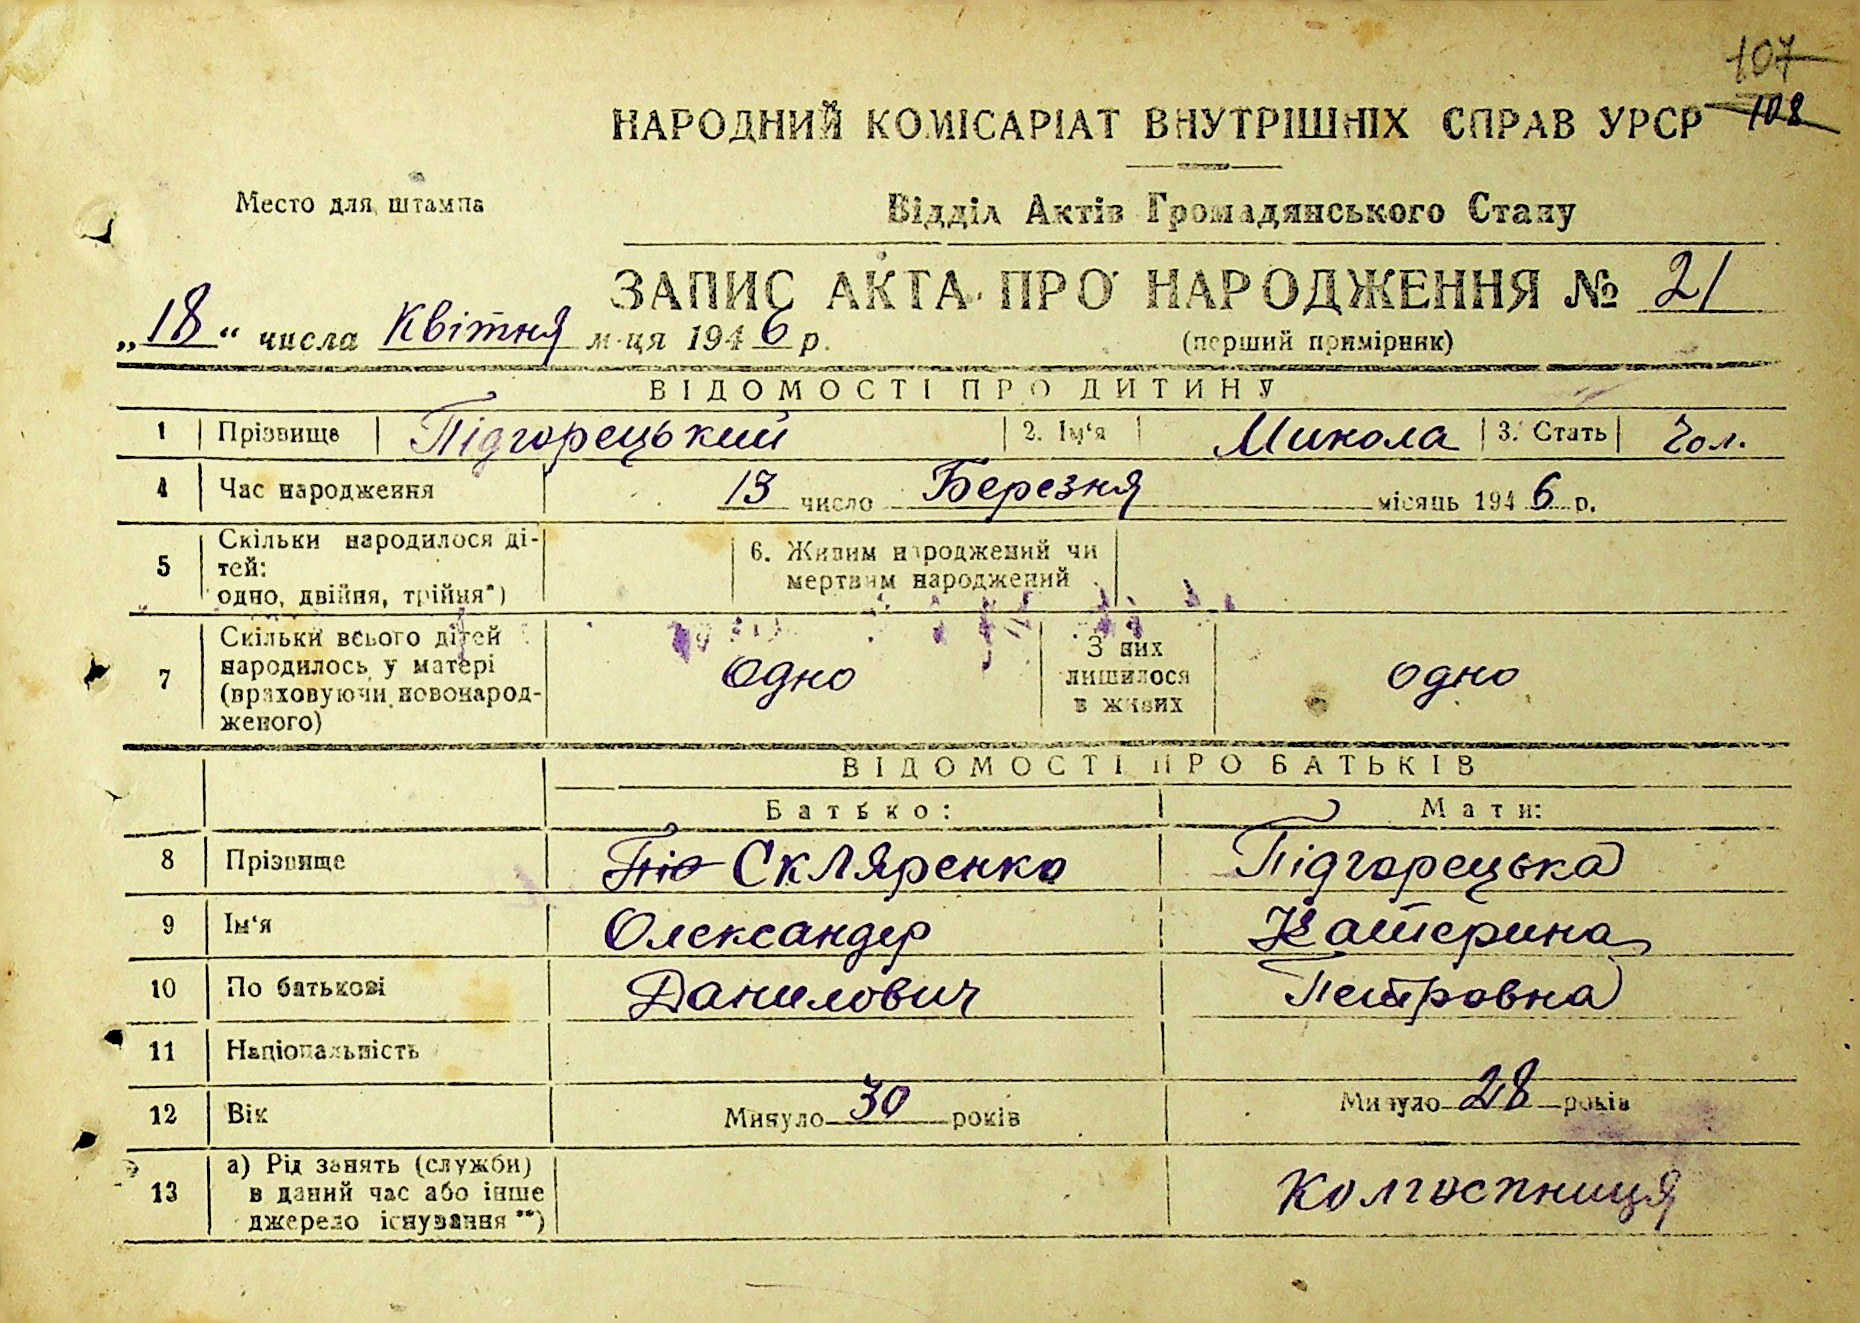 107
108
НАРОДНИЙ КОМІСАРІАТ ВНУТРІШНІХ СПРАВ УРСР
Место для штампа
Відділ Актів Громадянського Стану
ЗАПИС АКТА ПРО НАРОДЖЕННЯ № 21
„18“ числа Квітня м-ця 1946 р.
(перший примірник)
ВІДОМОСТІ ПРО ДИТИНУ
1 Прізвище Підгорецький 2. Ім‘я Микола 3. Стать Чол.
4 Час народження 13 число Березня місяць 1946 р.
5 Скільки народилося ді-
тей:
одно, двійня, трійня*)
6. Живим народжений чи
мертвим народжений
7 Скільки всього дітей
народилось у матері
(враховуючи новонарод-
женого)
Одно
З них
лишилося
в живих
Одно
ВІДОМОСТІ ПРО БАТЬКІВ
Батько: Мати:
8 Прізвище Під Скляренко Підгорецька
9 Ім‘я Олександер Катерина
10 По батькові Данилович Петровна
11 Національність
12 Вік Минуло 30 років Минуло 28 років
13 а) Рід занять (служби)
в даний час або інше
джерело існування **)
Колгоспниця